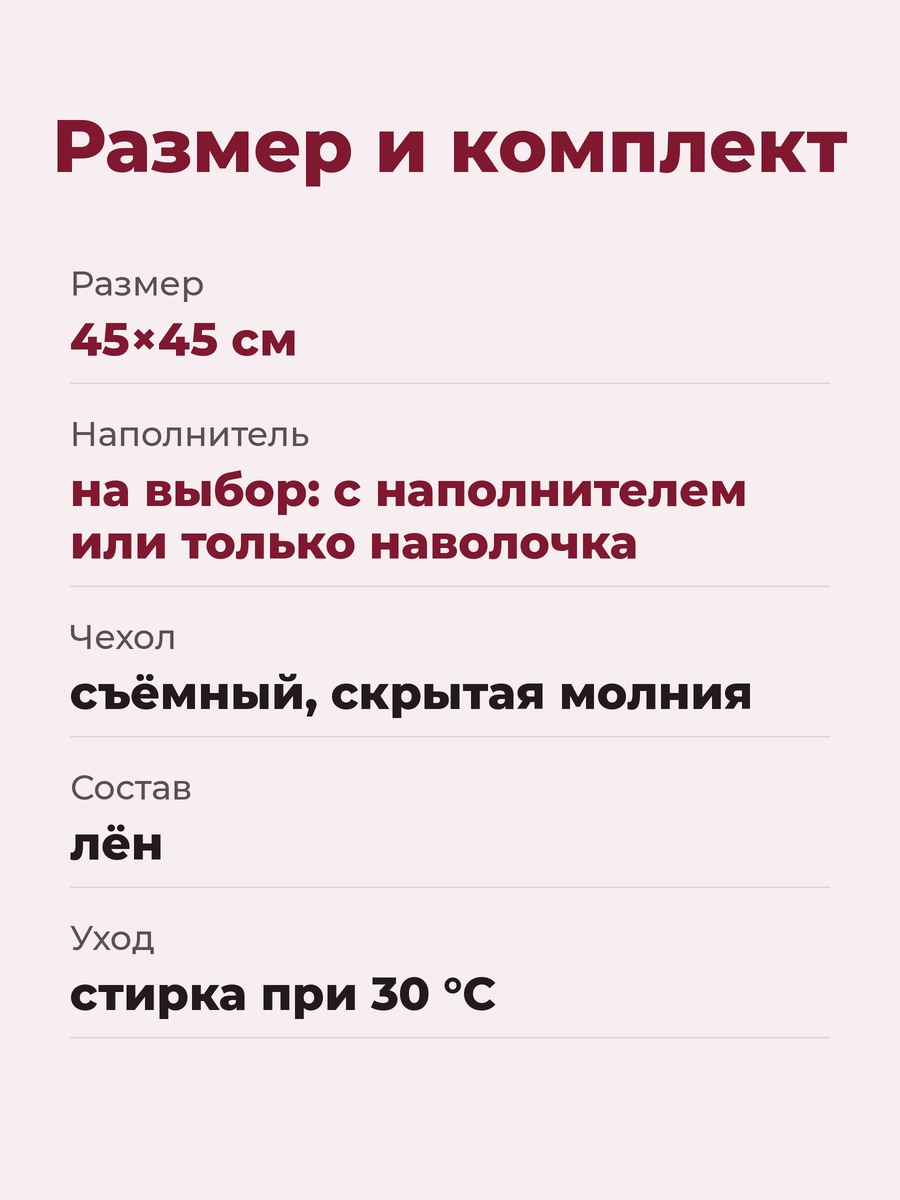 Размер и комплект
Размер
45×45 см
Наполнитель
на выбор: с наполнителем
или только наволочка
Чехол
съёмный, скрытая молния
Состав
лён
Уход
стирка при 30 °C